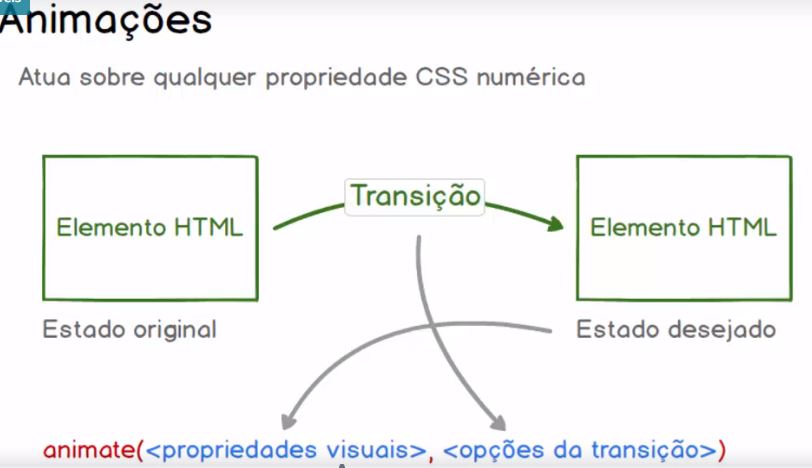 Animações
Atua sobre qualquer propriedade CSS numérica
Transição
Elemento HTML
Elemento HTML
Estado original
Estado desejado
animate(<propriedades visuais>, <opções da transição>)